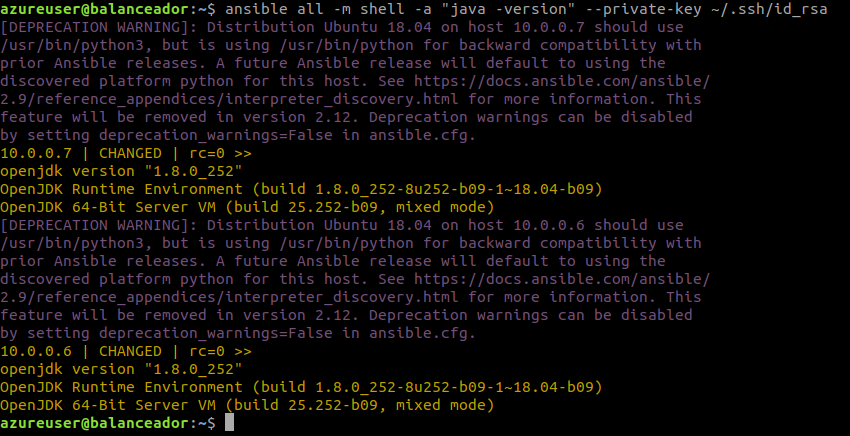 azureuser@balanceador:~$ ansible all -m shell -a "java -version" --private-key ~/.ssh/id_rsa
[DEPRECATION WARNING]: Distribution Ubuntu 18.04 on host 10.0.0.7 should use
/usr/bin/python3, but is using /usr/bin/python for backward compatibility with
prior Ansible releases. A future Ansible release will default to using the
discovered platform python for this host. See https://docs.ansible.com/ansible/
2.9/reference_appendices/interpreter_discovery.html for more information. This
feature will be removed in version 2.12. Deprecation warnings can be disabled
by setting deprecation_warnings=False in ansible.cfg.
10.0.0.7 | CHANGED | rc=0 >>
openjdk version "1.8.0_252"
OpenJDK Runtime Environment (build 1.8.0_252-8u252-b09-1~18.04-b09)
OpenJDK 64-Bit Server VM (build 25.252-b09, mixed mode)
[DEPRECATION WARNING]: Distribution Ubuntu 18.04 on host 10.0.0.6 should use
/usr/bin/python3, but is using /usr/bin/python for backward compatibility with
prior Ansible releases. A future Ansible release will default to using the
discovered platform python for this host. See https://docs.ansible.com/ansible/
2.9/reference_appendices/interpreter_discovery.html for more information. This
feature will be removed in version 2.12. Deprecation warnings can be disabled
by setting deprecation_warnings=False in ansible.cfg.
10.0.0.6 | CHANGED | rc=0 >>
openjdk version "1.8.0_252"
OpenJDK Runtime Environment (build 1.8.0_252-8u252-b09-1~18.04-b09)
OpenJDK 64-Bit Server VM (build 25.252-b09, mixed mode)
azureuser@balanceador:~$